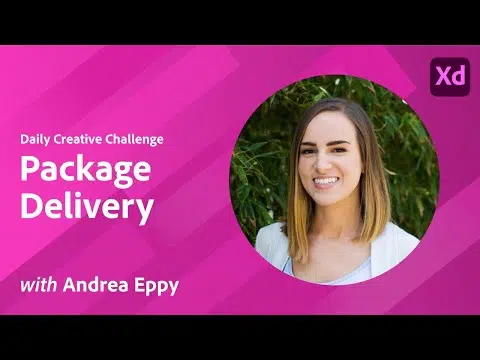 Xd
Daily Creative Challenge
Package
Delivery
with Andrea Eppy